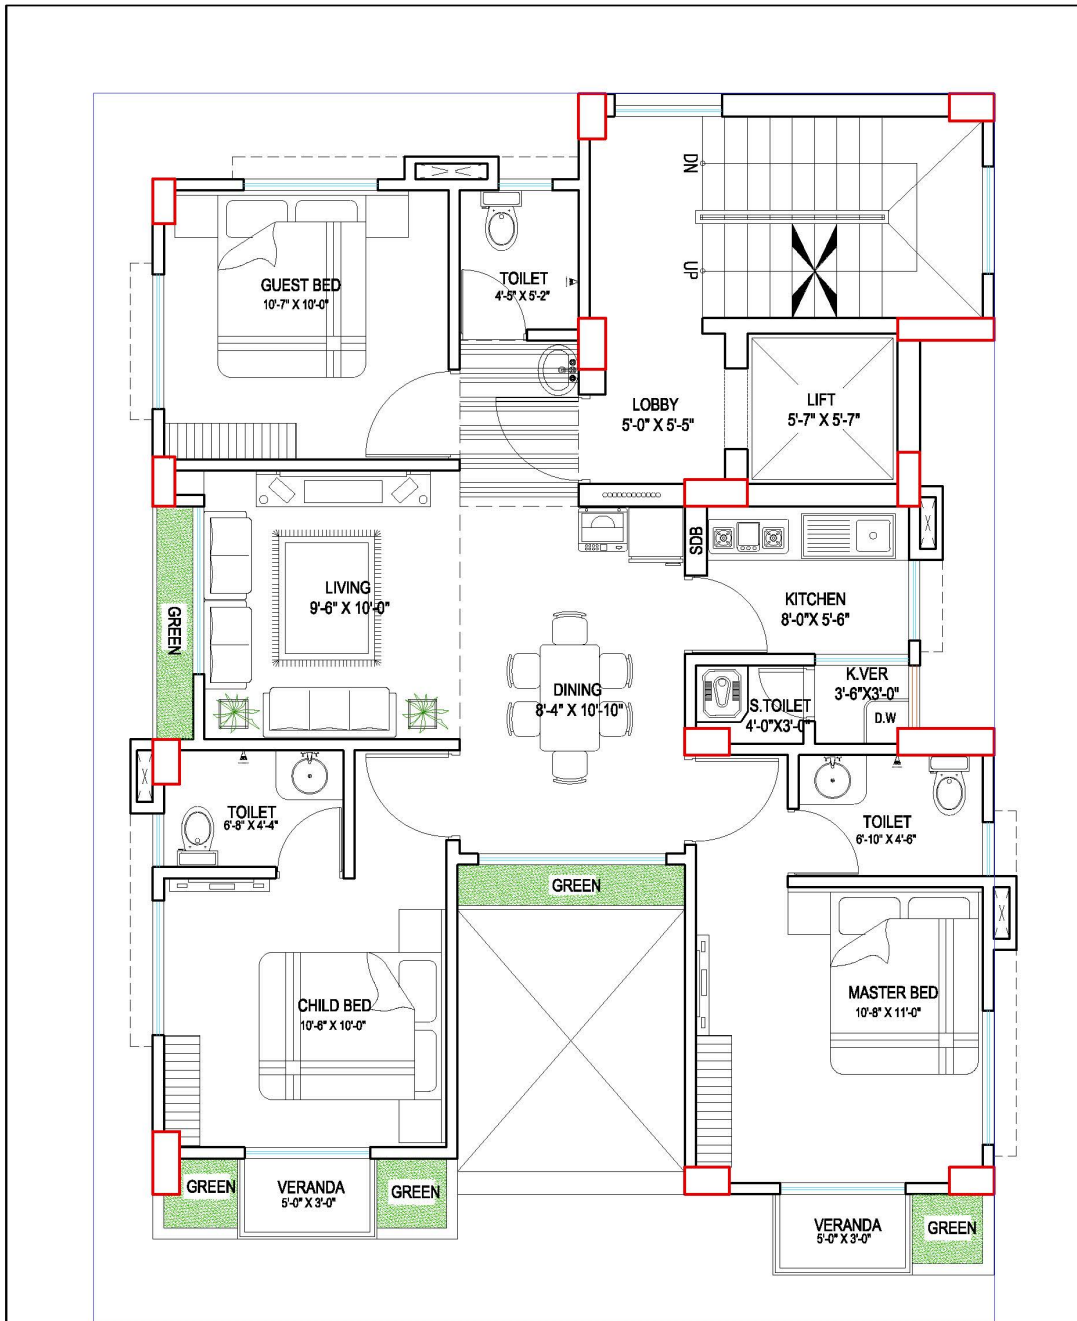 DN
UP
GUEST BED
10'-7" X 10'-0"
TOILET
4'-5" X 5'-2"
LOBBY
5'-0" X 5'-5"
LIFT
5'-7" X 5'-7"
SDB
LIVING
9'-6" X 10'-0"
GREEN
KITCHEN
8'-0"X 5'-6"
DINING
8'-4" X 10'-10"
S.TOILET
4'-0"X3'-0"
K.VER
3'-6"X3'-0"
D.W
TOILET
6'-8" X 4'-4"
TOILET
6'-10" X 4'-6"
GREEN
CHILD BED
10'-6" X 10'-0"
MASTER BED
10'-8" X 11'-0"
GREEN
VERANDA
5'-0" X 3'-0"
GREEN
VERANDA
5'-0" X 3'-0"
GREEN